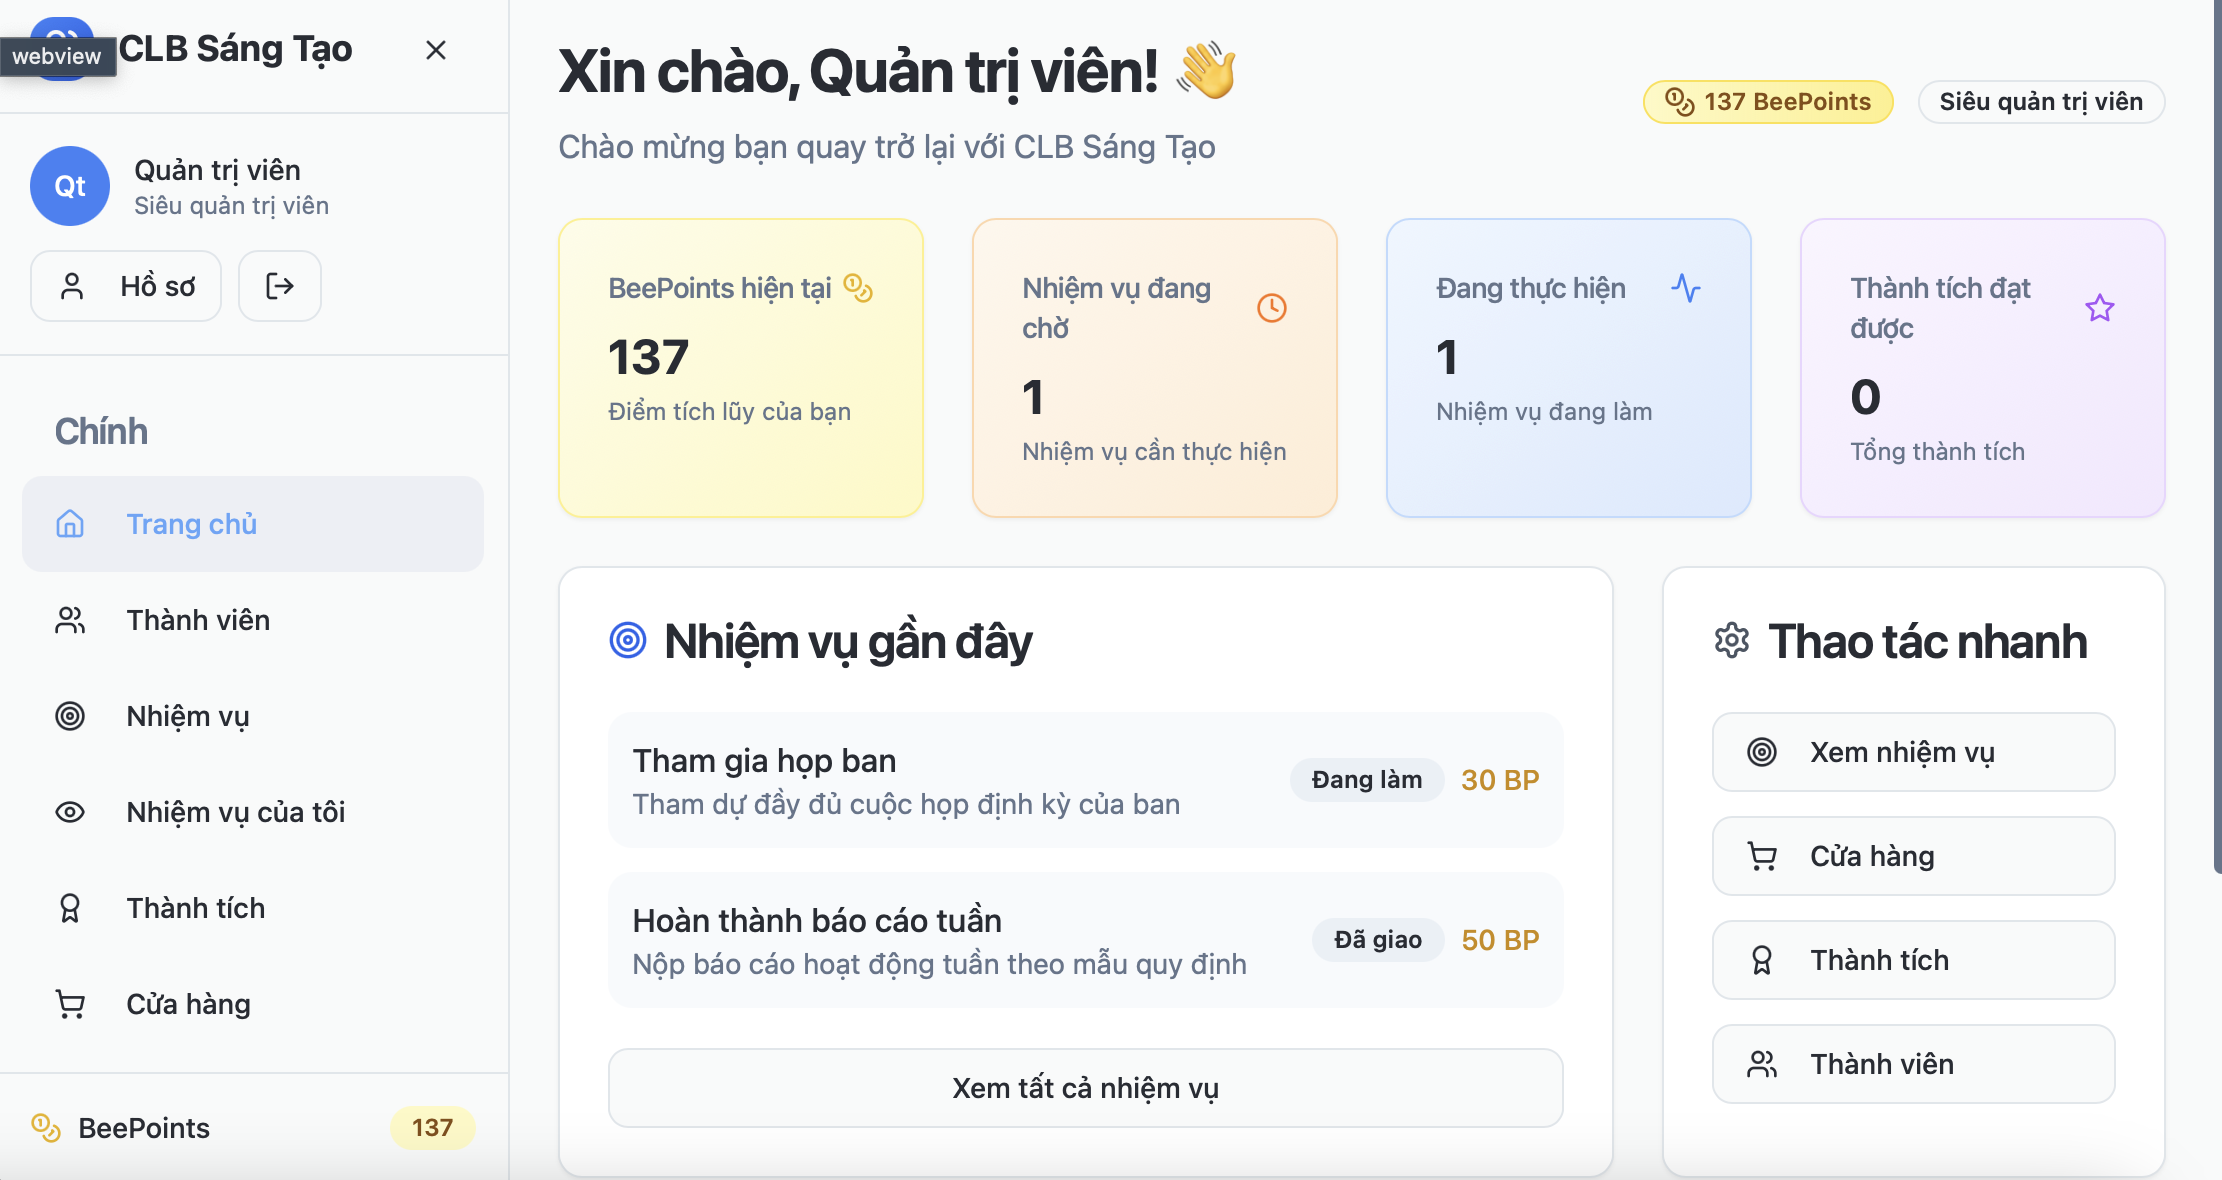 webview
CLB Sáng Tạo
Qt
Quản trị viên
Siêu quản trị viên
Hồ sơ
Chính
Trang chủ
Thành viên
Nhiệm vụ
Nhiệm vụ của tôi
Thành tích
Cửa hàng
BeePoints
137
Xin chào, Quản trị viên! 👋
Chào mừng bạn quay trở lại với CLB Sáng Tạo
137 BeePoints
Siêu quản trị viên
BeePoints hiện tại
137
Điểm tích lũy của bạn
Nhiệm vụ đang
chờ
1
Nhiệm vụ cần thực hiện
Đang thực hiện
1
Nhiệm vụ đang làm
Thành tích đạt
được
0
Tổng thành tích
Nhiệm vụ gần đây
Tham gia họp ban
Tham dự đầy đủ cuộc họp định kỳ của ban
Đang làm
30 BP
Hoàn thành báo cáo tuần
Nộp báo cáo hoạt động tuần theo mẫu quy định
Đã giao
50 BP
Xem tất cả nhiệm vụ
Thao tác nhanh
Xem nhiệm vụ
Cửa hàng
Thành tích
Thành viên